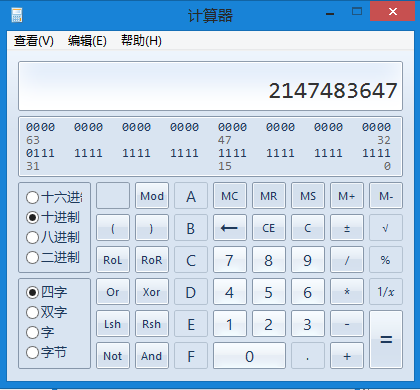 计算器
查看(V) 编辑(E) 帮助(H)
2147483647
0000 0000 0000 0000 0000 0000 0000 0000
63 47 32
0111 1111 1111 1111 1111 1111 1111 1111
31 15 0
十六进制 Mod A MC MR MS M+ M-
十进制 ( ) B ← CE C ± √
八进制
二进制 RoL RoR C 7 8 9 / %
四字 Or Xor D 4 5 6 * 1/x
双字
字 Lsh Rsh E 1 2 3 - =
字节 Not And F 0 . +